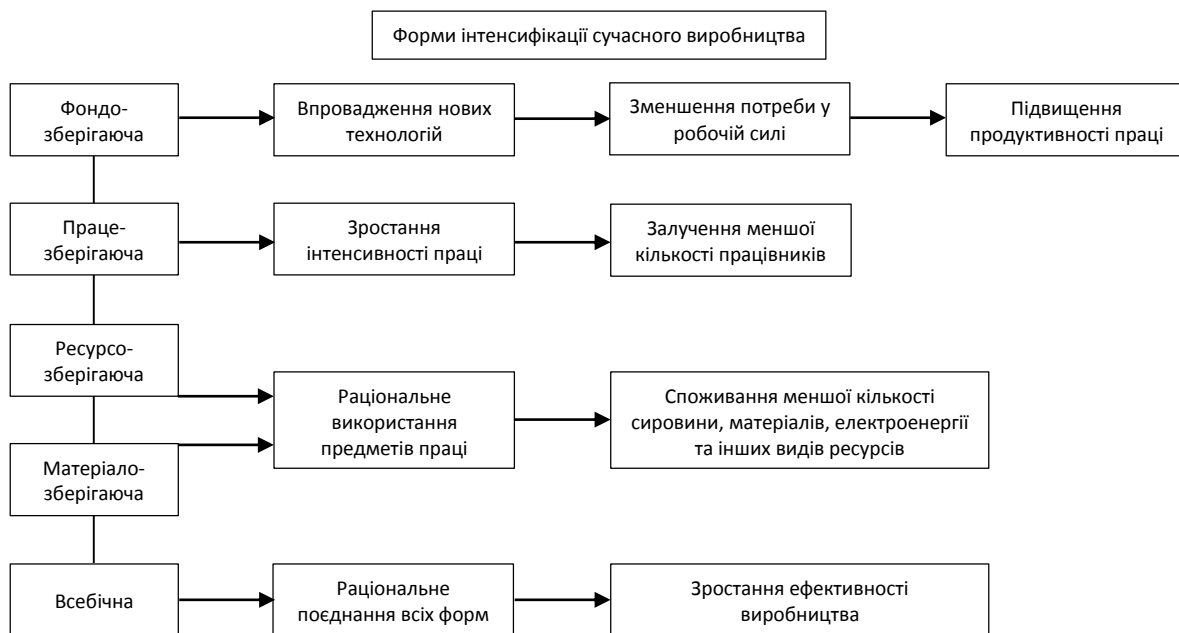 Форми інтенсифікації сучасного виробництва
Фондо-
зберігаюча
Впровадження нових
технологій
Зменшення потреби у
робочій силі
Підвищення
продуктивності праці
Праце-
зберігаюча
Зростання
інтенсивності праці
Залучення меншої
кількості працівників
Ресурсо-
зберігаюча
Раціональне
використання
предметів праці
Споживання меншої кількості
сировини, матеріалів, електроенергії
та інших видів ресурсів
Матеріало-
зберігаюча
Всебічна
Раціональне
поєднання всіх форм
Зростання ефективності
виробництва